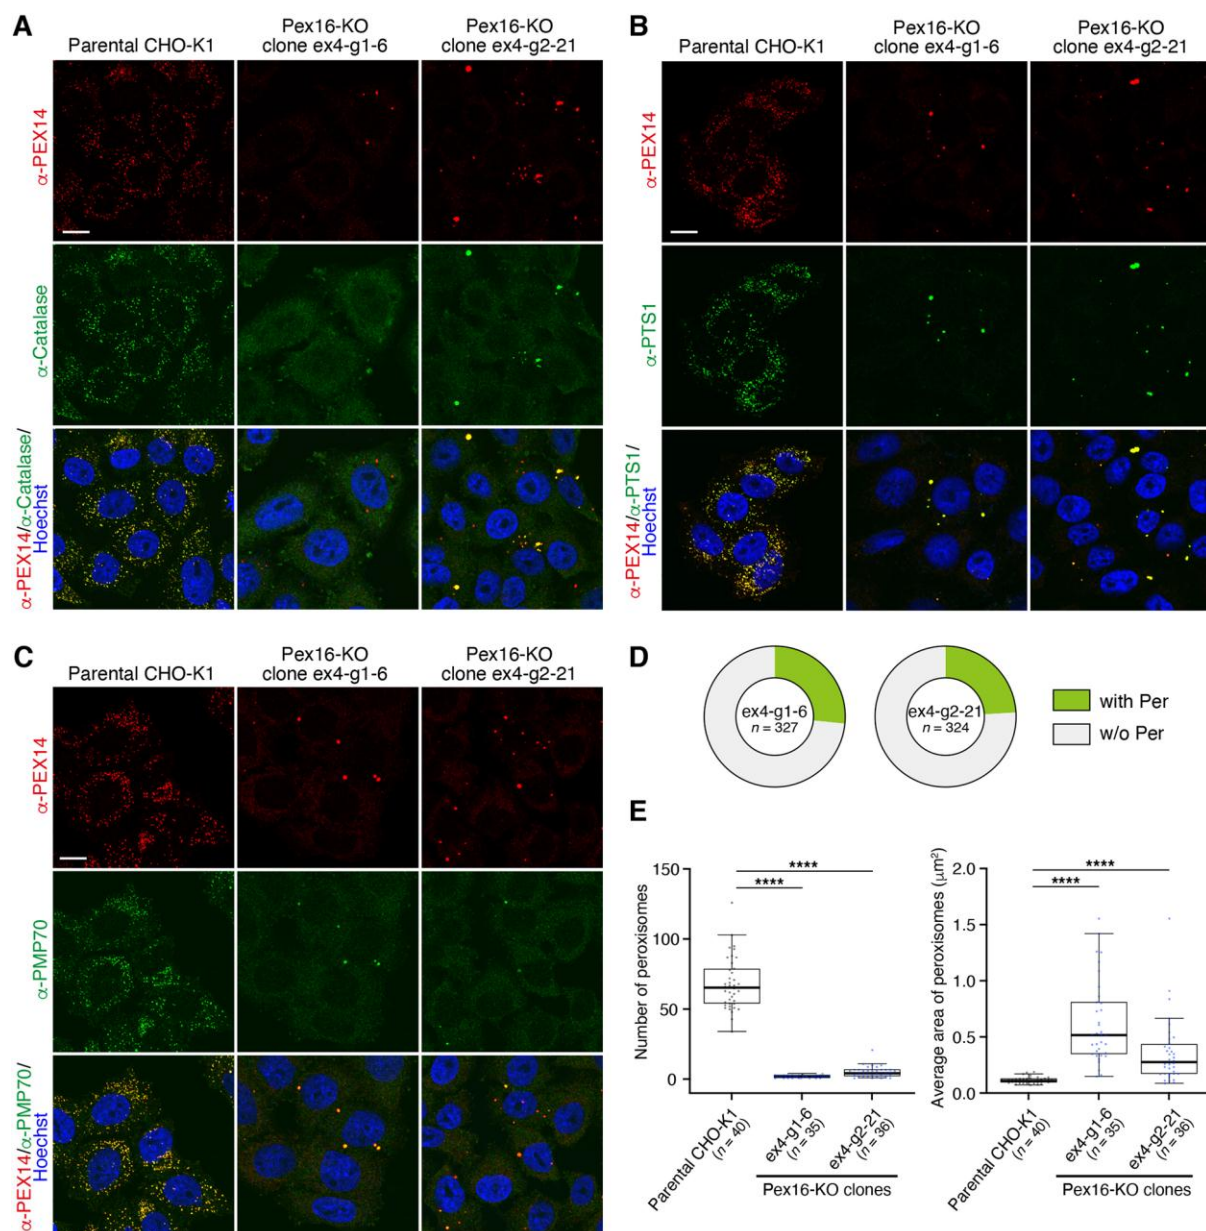 A
Parental CHO-K1
Pex16-KO
clone ex4-g1-6
Pex16-KO
clone ex4-g2-21
α-PEX14
α-Catalase
α-PEX14/α-Catalase/
Hoechst
B
Parental CHO-K1
Pex16-KO
clone ex4-g1-6
Pex16-KO
clone ex4-g2-21
α-PEX14
α-PTS1
α-PEX14/α-PTS1/
Hoechst
C
Parental CHO-K1
Pex16-KO
clone ex4-g1-6
Pex16-KO
clone ex4-g2-21
α-PEX14
α-PMP70
α-PEX14/α-PMP70/
Hoechst
D
ex4-g1-6
n = 327
ex4-g2-21
n = 324
with Per
w/o Per
E
Number of peroxisomes
150
100
50
0
****
****
Parental CHO-K1
(n = 40)
ex4-g1-6
(n = 35)
ex4-g2-21
(n = 36)
Pex16-KO clones
Average area of peroxisomes (μm²)
2.0
1.5
1.0
0.5
0.0
****
****
Parental CHO-K1
(n = 40)
ex4-g1-6
(n = 35)
ex4-g2-21
(n = 36)
Pex16-KO clones